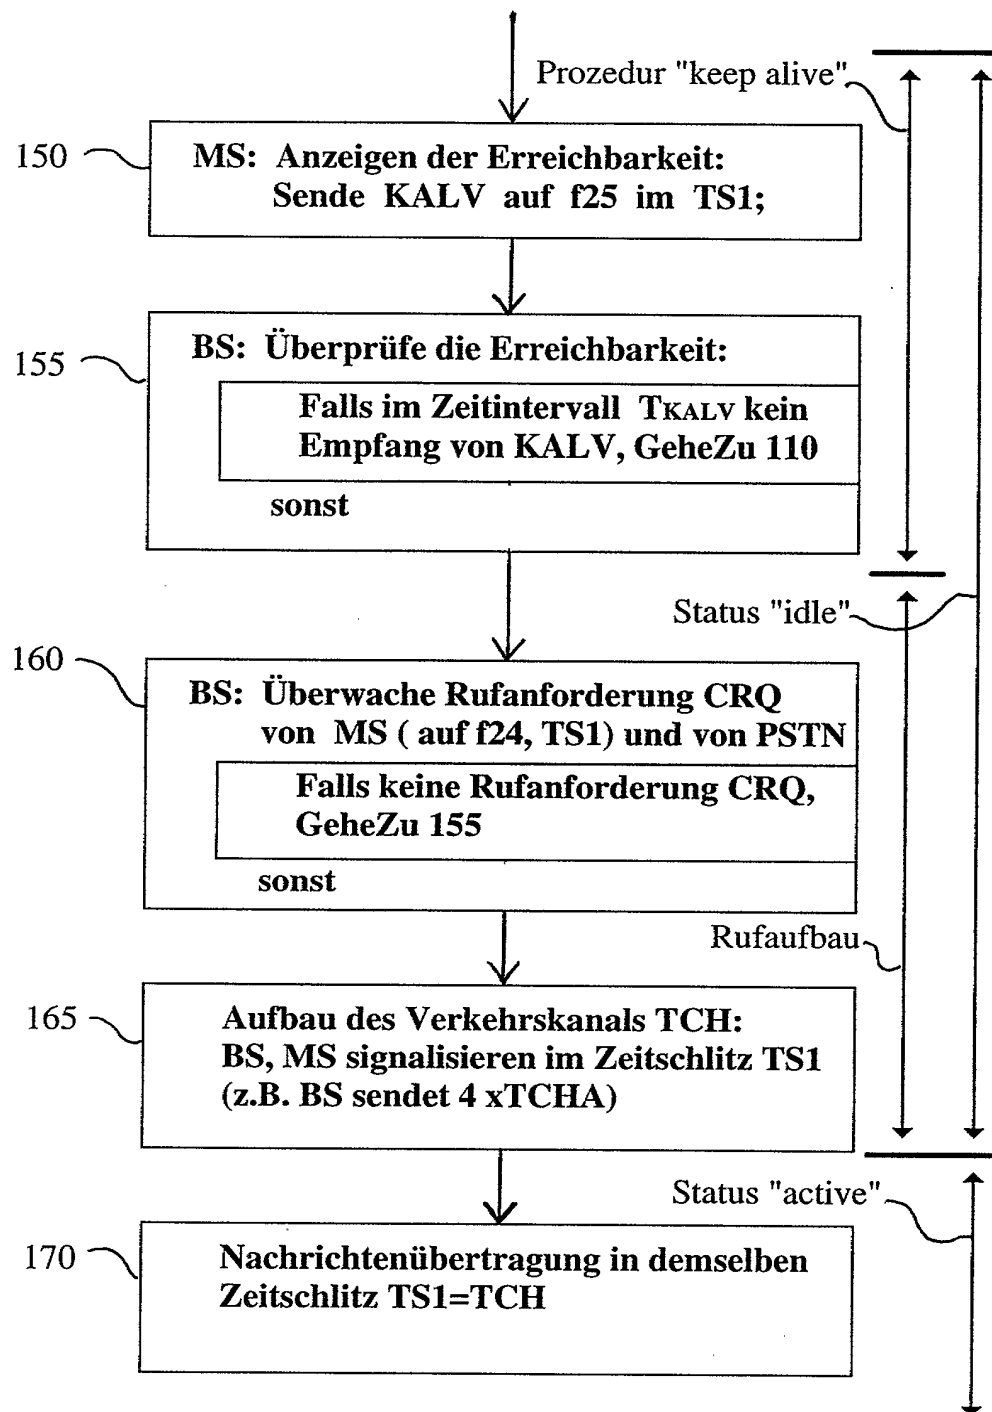 Prozedur "keep alive"
150
MS: Anzeigen der Erreichbarkeit:
Sende KALV auf f25 im TS1;
155
BS: Überprüfe die Erreichbarkeit:
Falls im Zeitintervall TKALV kein
Empfang von KALV, GeheZu 110
sonst
Status "idle"
160
BS: Überwache Rufanforderung CRQ
von MS ( auf f24, TS1) und von PSTN
Falls keine Rufanforderung CRQ,
GeheZu 155
sonst
Rufaufbau
165
Aufbau des Verkehrskanals TCH:
BS, MS signalisieren im Zeitschlitz TS1
(z.B. BS sendet 4 xTCHA)
Status "active"
170
Nachrichtenübertragung in demselben
Zeitschlitz TS1=TCH